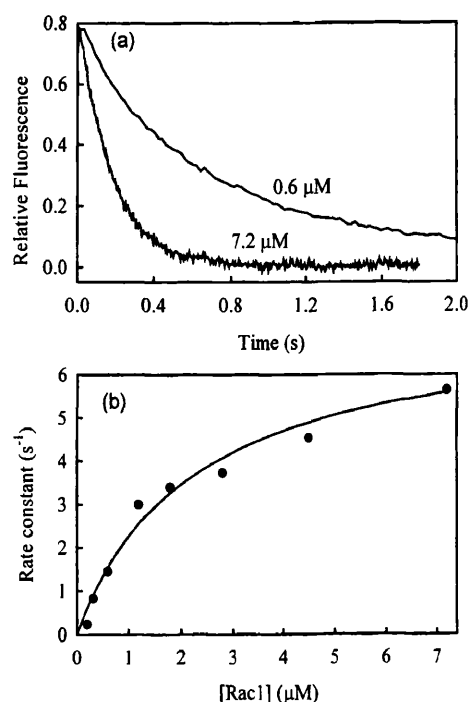 (a)
Relative Fluorescence
0.8
0.6
0.4
0.2
0.0
0.6 μM
7.2 μM
0.0 0.4 0.8 1.2 1.6 2.0
Time (s)
(b)
Rate constant (s⁻¹)
6
5
4
3
2
1
0
0 1 2 3 4 5 6 7
[Rac1] (μM)